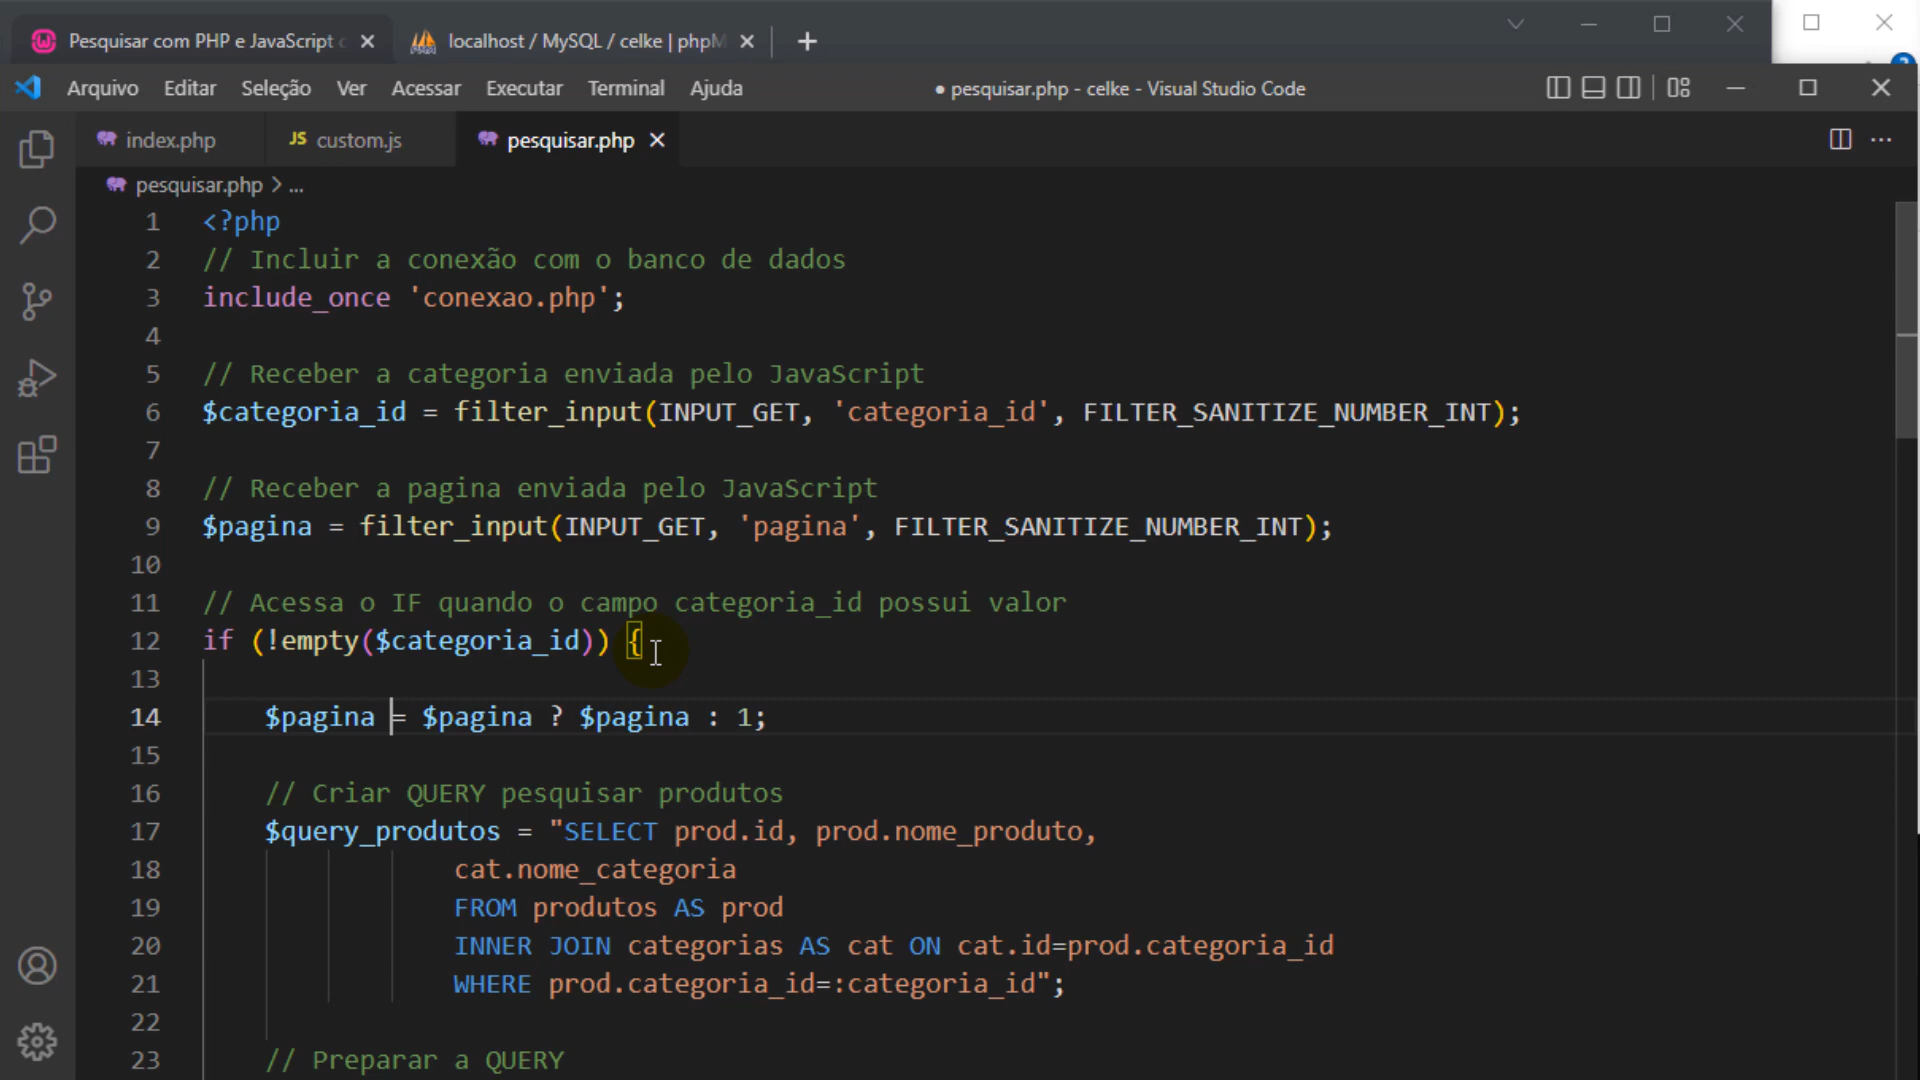 Pesquisar com PHP e JavaScript
localhost / MySQL / celke | phpM
Arquivo Editar Seleção Ver Acessar Executar Terminal Ajuda
● pesquisar.php - celke - Visual Studio Code
index.php
JS custom.js
pesquisar.php
pesquisar.php > ...
1 <?php
2 // Incluir a conexão com o banco de dados
3 include_once 'conexao.php';
4
5 // Receber a categoria enviada pelo JavaScript
6 $categoria_id = filter_input(INPUT_GET, 'categoria_id', FILTER_SANITIZE_NUMBER_INT);
7
8 // Receber a pagina enviada pelo JavaScript
9 $pagina = filter_input(INPUT_GET, 'pagina', FILTER_SANITIZE_NUMBER_INT);
10
11 // Acessa o IF quando o campo categoria_id possui valor
12 if (!empty($categoria_id)) {
13
14 $pagina = $pagina ? $pagina : 1;
15
16 // Criar QUERY pesquisar produtos
17 $query_produtos = "SELECT prod.id, prod.nome_produto,
18 cat.nome_categoria
19 FROM produtos AS prod
20 INNER JOIN categorias AS cat ON cat.id=prod.categoria_id
21 WHERE prod.categoria_id=:categoria_id";
22
23 // Preparar a QUERY